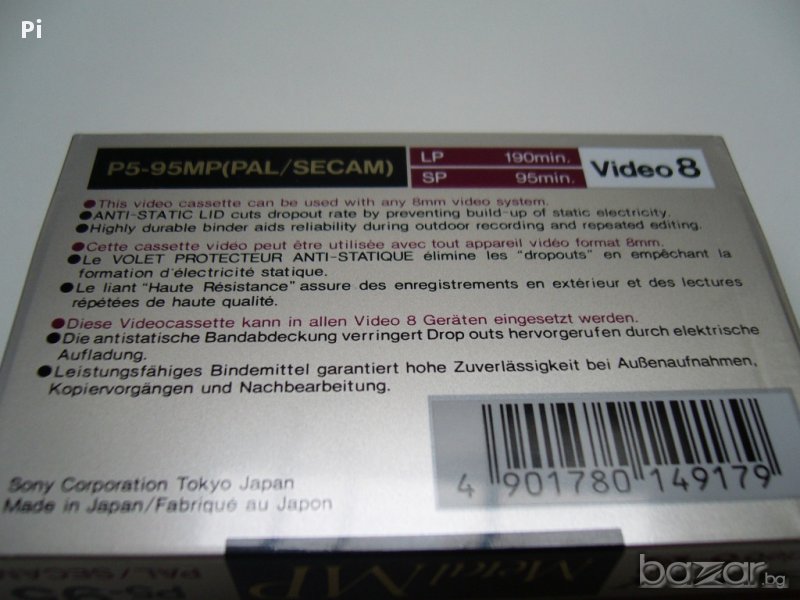 Pi
P5-95MP(PAL/SECAM)
LP 190min.
SP 95min.
Video 8
●This video cassette can be used with any 8mm video system.
●ANTI-STATIC LID cuts dropout rate by preventing build-up of static electricity.
●Highly durable binder aids reliability during outdoor recording and repeated editing.
●Cette cassette vidéo peut être utilisée avec tout appareil vidéo format 8mm.
●Le VOLET PROTECTEUR ANTI-STATIQUE élimine les "dropouts" en empêchant la
formation d'électricité statique.
●Le liant "Haute Résistance" assure des enregistrements en extérieur et des lectures
répétées de haute qualité.
●Diese Videocassette kann in allen Video 8 Geräten eingesetzt werden.
●Die antistatische Bandabdeckung verringert Drop outs hervorgerufen durch elektrische
Aufladung.
●Leistungsfähiges Bindemittel garantiert hohe Zuverlässigkeit bei Außenaufnahmen,
Kopiervorgängen und Nachbearbeitung.
4 901780 149179
Sony Corporation Tokyo Japan
Made in Japan/Fabriqué au Japon
Metal MP
P5-95
PAL/SECAM
bazar.bg